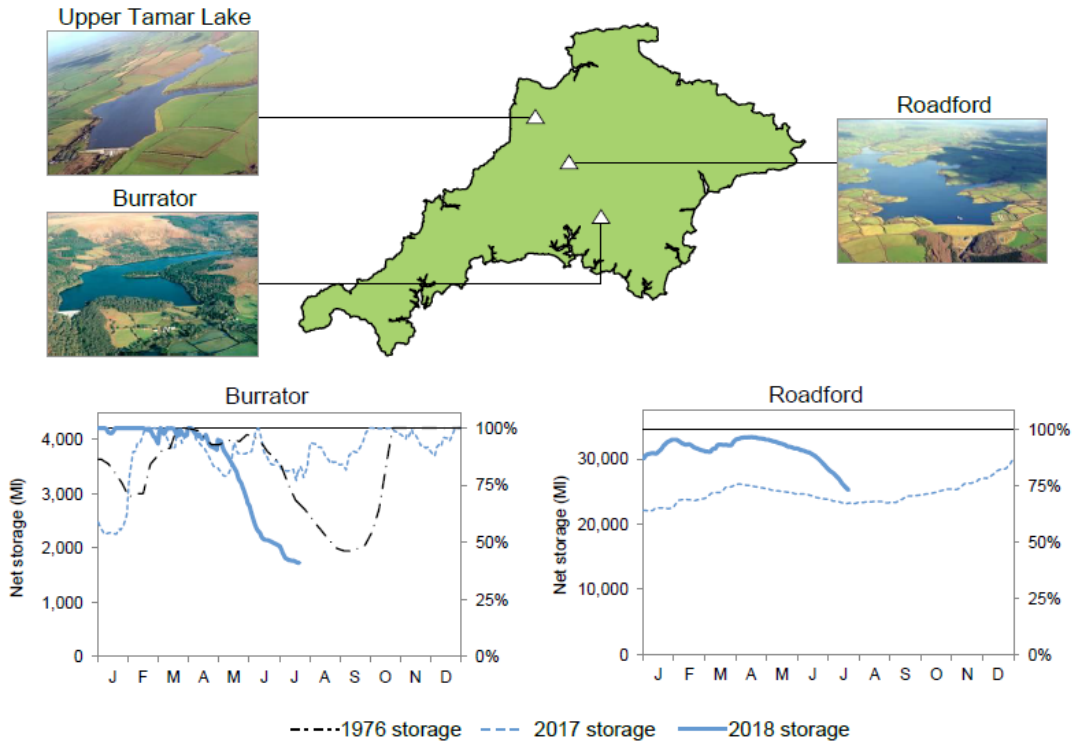 Upper Tamar Lake
Roadford
Burrator
Burrator
Roadford
Net storage (Ml)
4,000
3,000
2,000
1,000
0
100%
75%
50%
25%
0%
J F M A M J J A S O N D
Net storage (Ml)
30,000
20,000
10,000
0
100%
75%
50%
25%
0%
J F M A M J J A S O N D
1976 storage 2017 storage 2018 storage